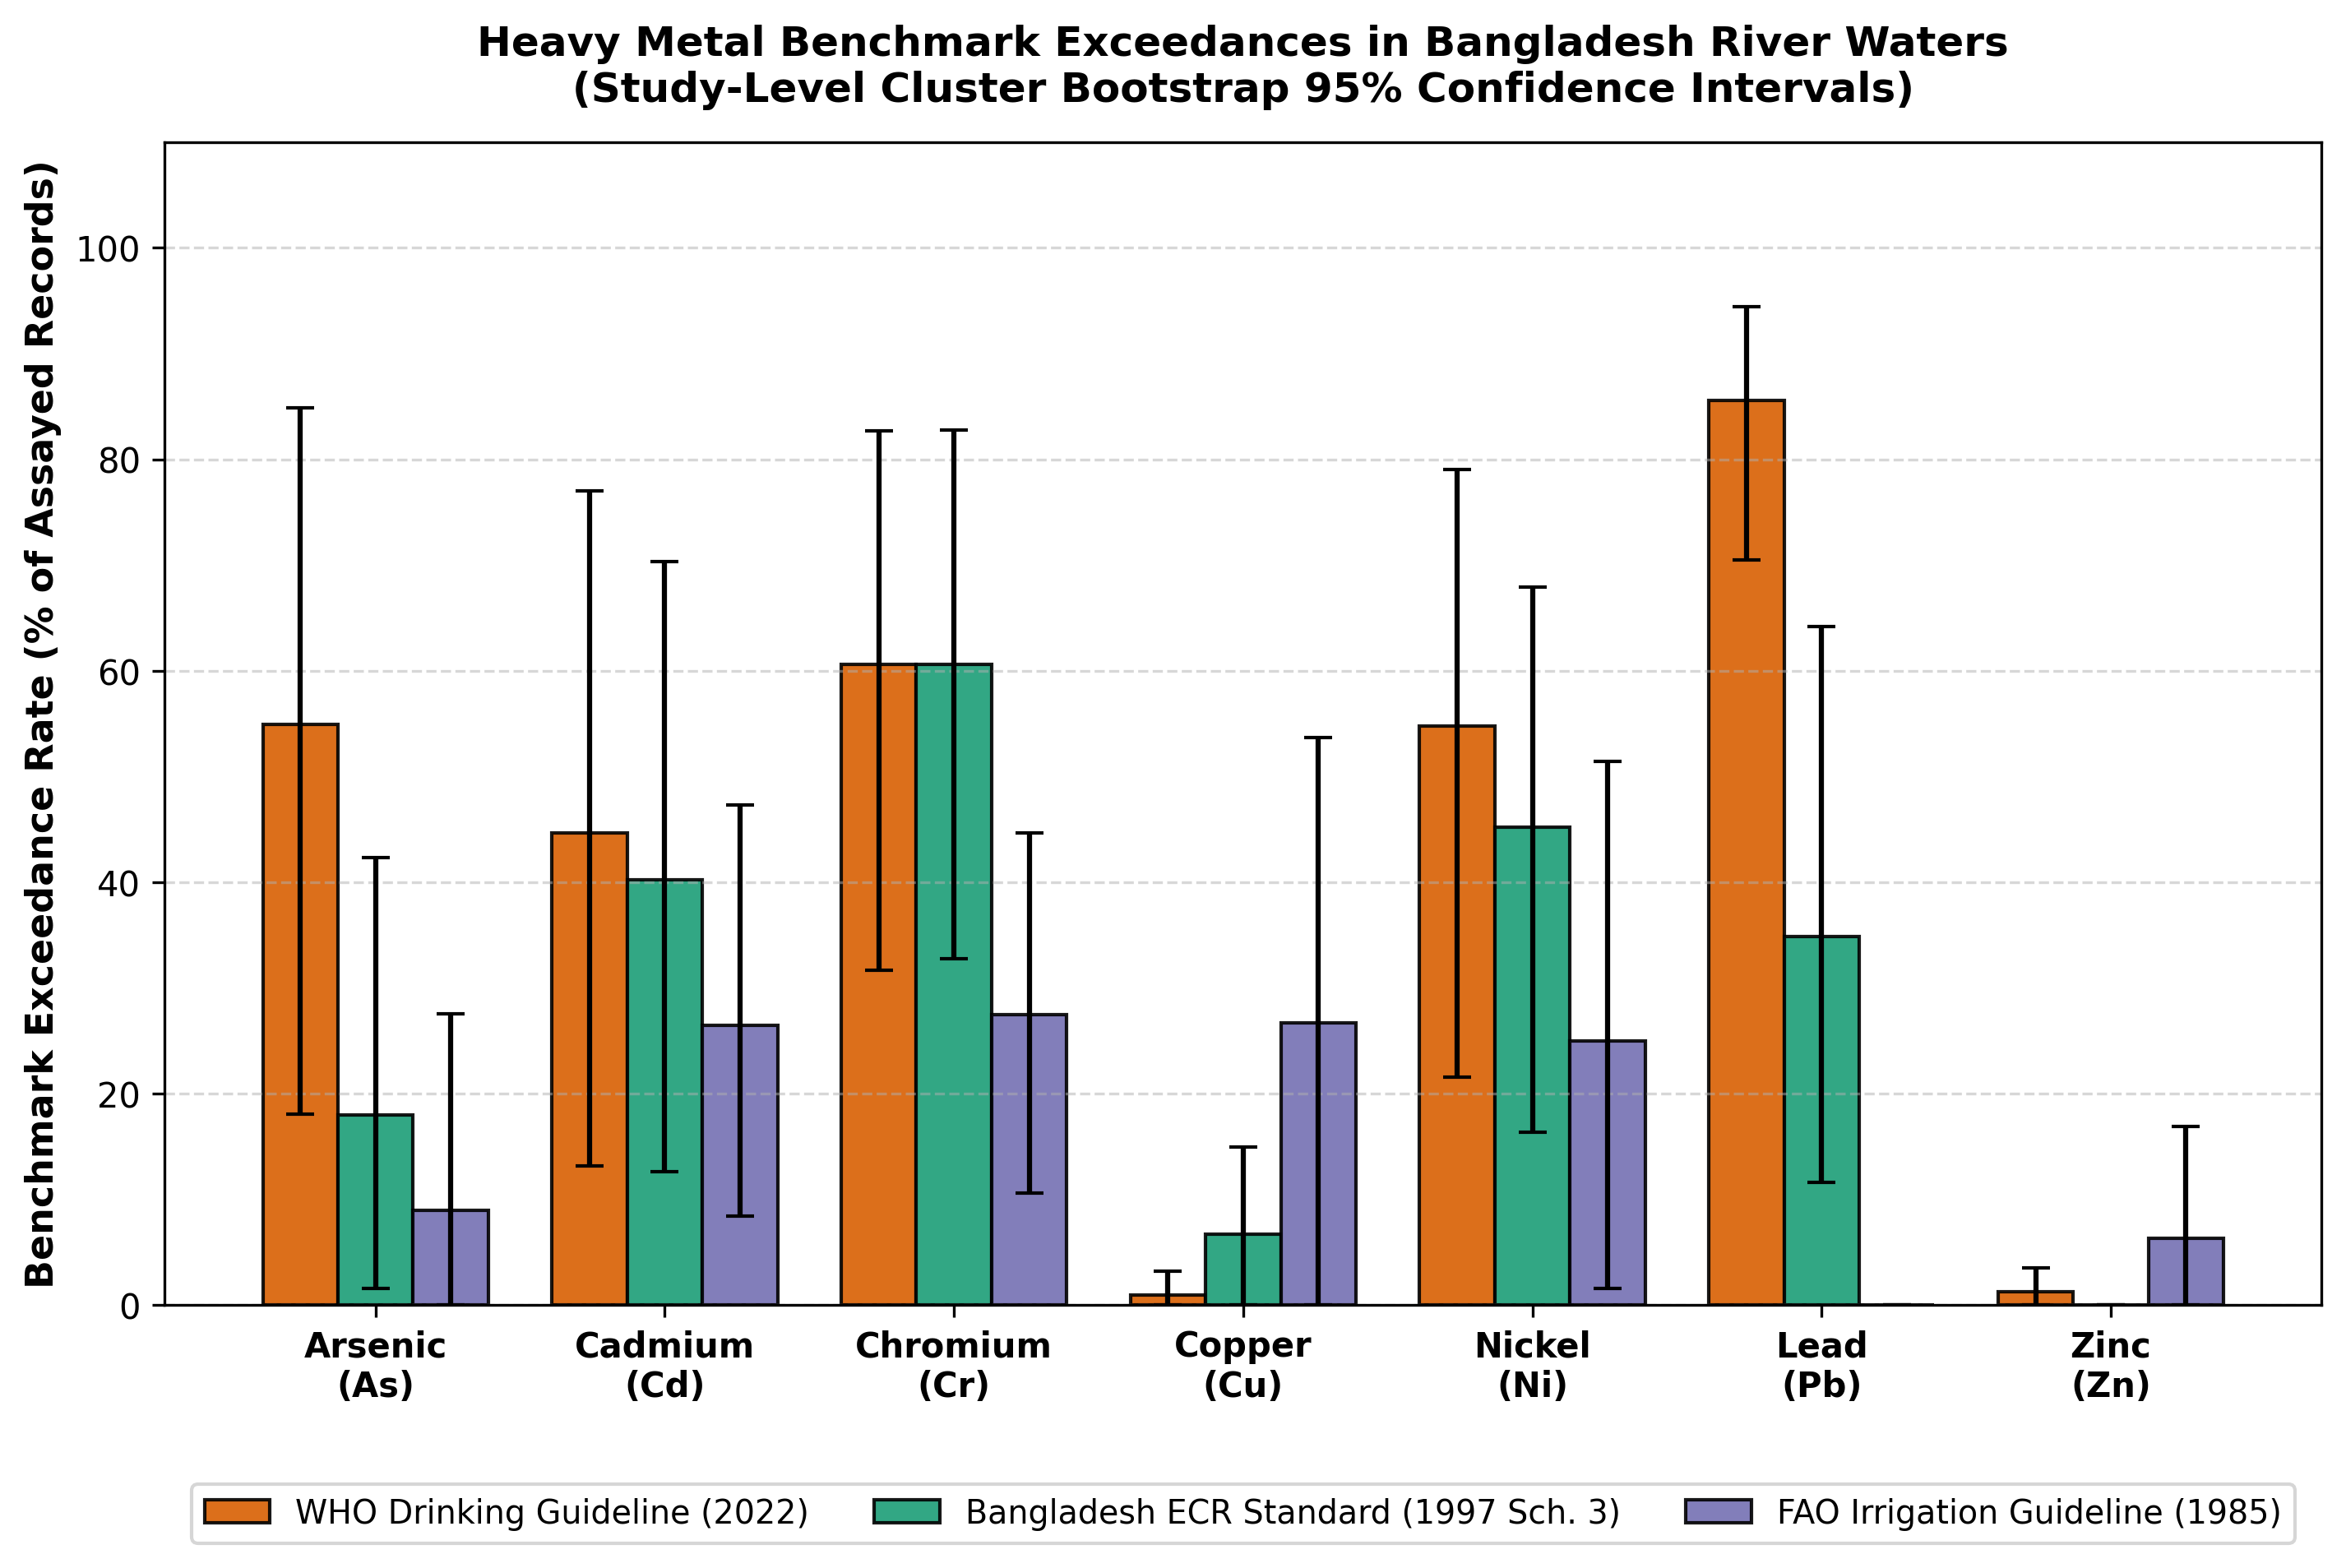 Heavy Metal Benchmark Exceedances in Bangladesh River Waters
(Study-Level Cluster Bootstrap 95% Confidence Intervals)
Benchmark Exceedance Rate (% of Assayed Records)
100
80
60
40
20
0
Arsenic
(As)
Cadmium
(Cd)
Chromium
(Cr)
Copper
(Cu)
Nickel
(Ni)
Lead
(Pb)
Zinc
(Zn)
WHO Drinking Guideline (2022)
Bangladesh ECR Standard (1997 Sch. 3)
FAO Irrigation Guideline (1985)